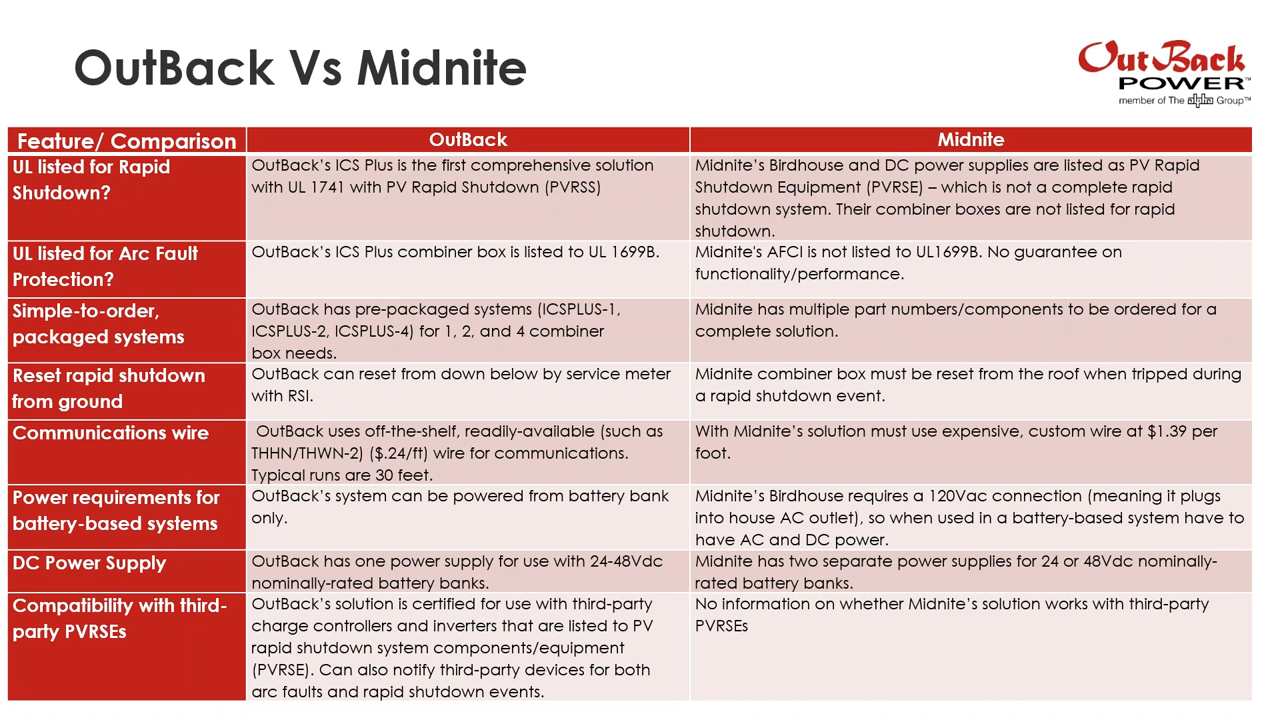 OutBack Vs Midnite
OutBack
POWER™
member of The alpha Group™
Feature/ Comparison
OutBack
Midnite
UL listed for Rapid
Shutdown?
OutBack’s ICS Plus is the first comprehensive solution
with UL 1741 with PV Rapid Shutdown (PVRSS)
Midnite’s Birdhouse and DC power supplies are listed as PV Rapid
Shutdown Equipment (PVRSE) – which is not a complete rapid
shutdown system. Their combiner boxes are not listed for rapid
shutdown.
UL listed for Arc Fault
Protection?
OutBack’s ICS Plus combiner box is listed to UL 1699B.
Midnite's AFCI is not listed to UL1699B. No guarantee on
functionality/performance.
Simple-to-order,
packaged systems
OutBack has pre-packaged systems (ICSPLUS-1,
ICSPLUS-2, ICSPLUS-4) for 1, 2, and 4 combiner
box needs.
Midnite has multiple part numbers/components to be ordered for a
complete solution.
Reset rapid shutdown
from ground
OutBack can reset from down below by service meter
with RSI.
Midnite combiner box must be reset from the roof when tripped during
a rapid shutdown event.
Communications wire
OutBack uses off-the-shelf, readily-available (such as
THHN/THWN-2) ($.24/ft) wire for communications.
Typical runs are 30 feet.
With Midnite’s solution must use expensive, custom wire at $1.39 per
foot.
Power requirements for
battery-based systems
OutBack’s system can be powered from battery bank
only.
Midnite’s Birdhouse requires a 120Vac connection (meaning it plugs
into house AC outlet), so when used in a battery-based system have to
have AC and DC power.
DC Power Supply
OutBack has one power supply for use with 24-48Vdc
nominally-rated battery banks.
Midnite has two separate power supplies for 24 or 48Vdc nominally-
rated battery banks.
Compatibility with third-
party PVRSEs
OutBack’s solution is certified for use with third-party
charge controllers and inverters that are listed to PV
rapid shutdown system components/equipment
(PVRSE). Can also notify third-party devices for both
arc faults and rapid shutdown events.
No information on whether Midnite’s solution works with third-party
PVRSEs